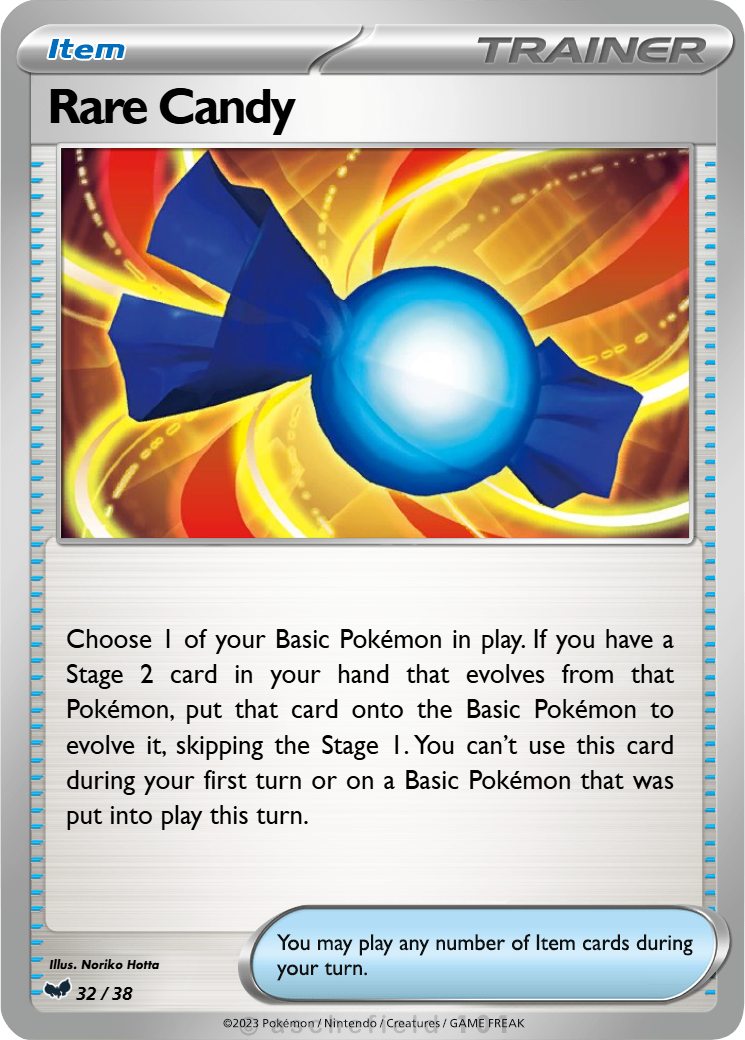 Item
TRAINER
Rare Candy
Choose 1 of your Basic Pokémon in play. If you have a
Stage 2 card in your hand that evolves from that
Pokémon, put that card onto the Basic Pokémon to
evolve it, skipping the Stage 1. You can't use this card
during your first turn or on a Basic Pokémon that was
put into play this turn.
You may play any number of Item cards during
your turn.
Illus. Noriko Hotta
32 / 38
©2023 Pokémon / Nintendo / Creatures / GAME FREAK